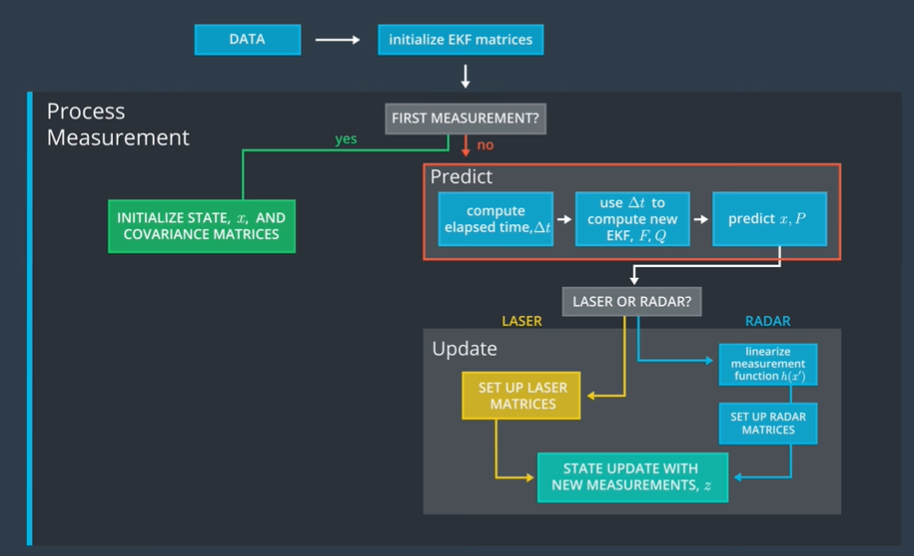 DATA
initialize EKF matrices
Process
Measurement
FIRST MEASUREMENT?
yes
no
INITIALIZE STATE, x, AND
COVARIANCE MATRICES
Predict
compute
elapsed time,Δt
use Δt to
compute new
EKF, F, Q
predict x, P
LASER OR RADAR?
LASER
RADAR
Update
SET UP LASER
MATRICES
linearize
measurement
function h(x′)
SET UP RADAR
MATRICES
STATE UPDATE WITH
NEW MEASUREMENTS, z